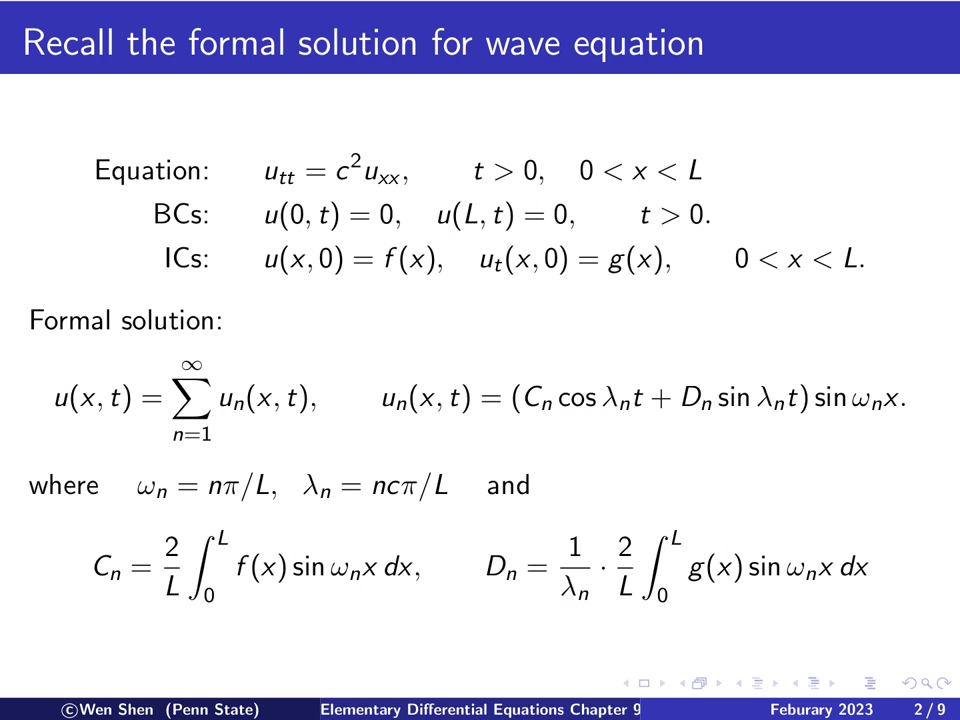 Recall the formal solution for wave equation
Equation: u_tt = c²u_xx, t > 0, 0 < x < L
BCs: u(0, t) = 0, u(L, t) = 0, t > 0.
ICs: u(x, 0) = f(x), u_t(x, 0) = g(x), 0 < x < L.
Formal solution:
u(x, t) = ∑_{n=1}^{∞} u_n(x, t), u_n(x, t) = (C_n cos λ_n t + D_n sin λ_n t) sin ω_n x.
where ω_n = nπ/L, λ_n = ncπ/L and
C_n = 2/L ∫_0^L f(x) sin ω_n x dx, D_n = 1/λ_n · 2/L ∫_0^L g(x) sin ω_n x dx
©Wen Shen (Penn State) Elementary Differential Equations Chapter 9 Feburary 2023 2 / 9